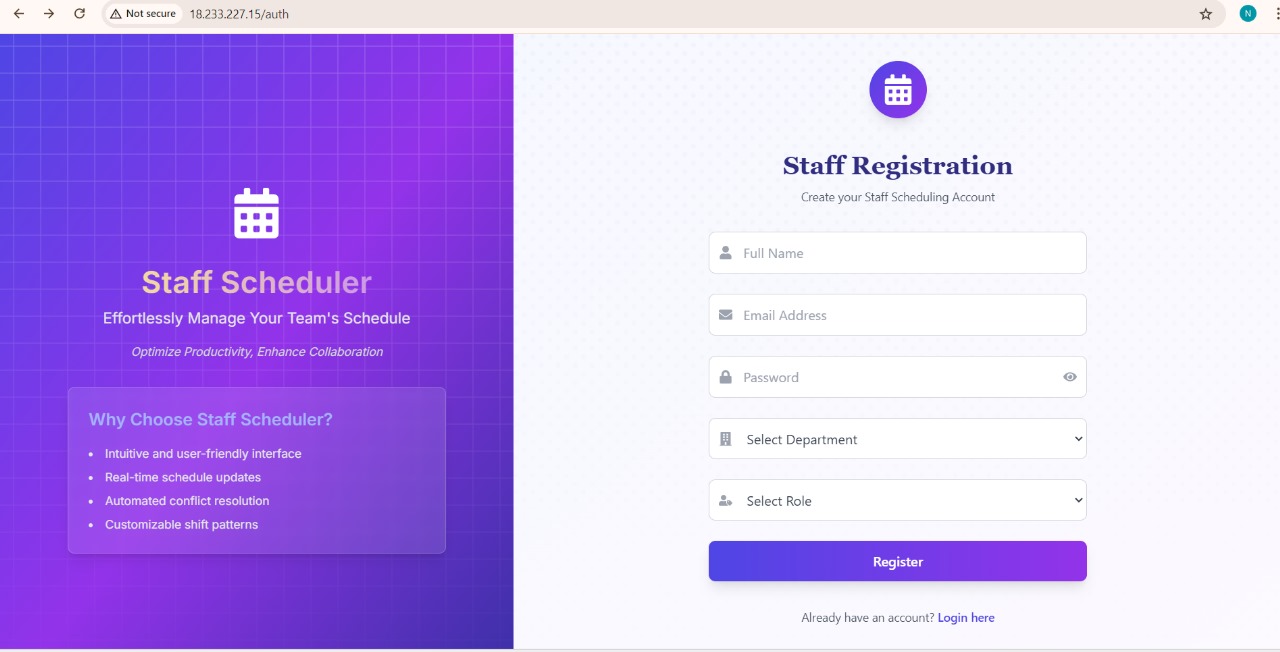 Not secure 18.233.227.15/auth
N
Staff Scheduler
Effortlessly Manage Your Team's Schedule
Optimize Productivity, Enhance Collaboration
Why Choose Staff Scheduler?
• Intuitive and user-friendly interface
• Real-time schedule updates
• Automated conflict resolution
• Customizable shift patterns
Staff Registration
Create your Staff Scheduling Account
Full Name
Email Address
Password
Select Department
Select Role
Register
Already have an account? Login here